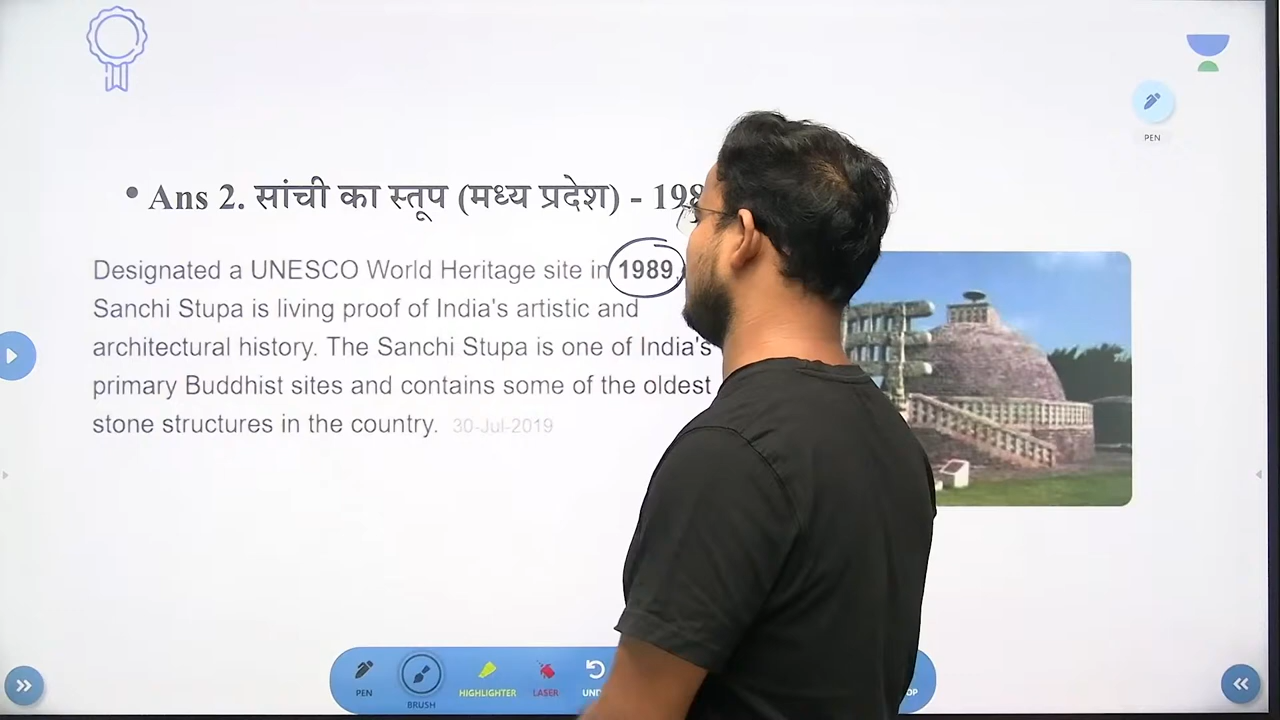 • Ans 2. सांची का स्तूप (मध्य प्रदेश) - 198
Designated a UNESCO World Heritage site in 1989,
Sanchi Stupa is living proof of India's artistic and
architectural history. The Sanchi Stupa is one of India's
primary Buddhist sites and contains some of the oldest
stone structures in the country. 30-Jul-2019
PEN
PEN
BRUSH
HIGHLIGHTER
LASER